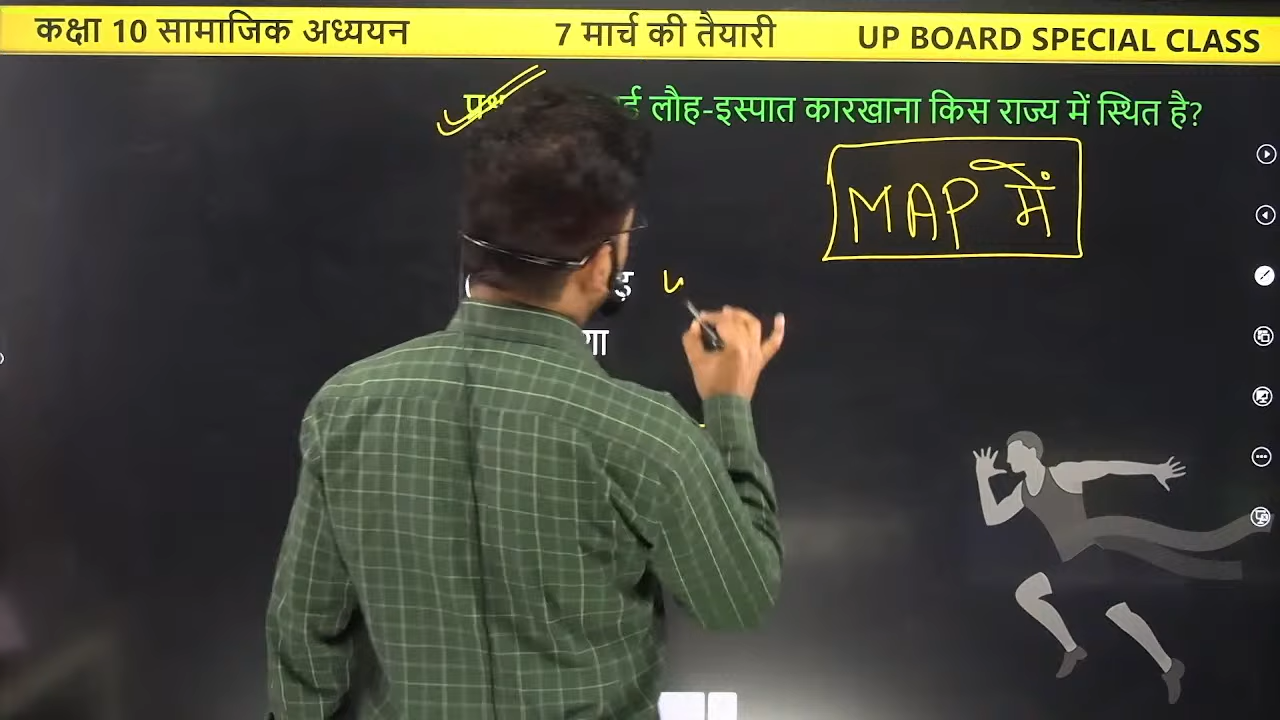 कक्षा 10 सामाजिक अध्ययन 7 मार्च की तैयारी UP BOARD SPECIAL CLASS
लौह-इस्पात कारखाना किस राज्य में स्थित है?
MAP में